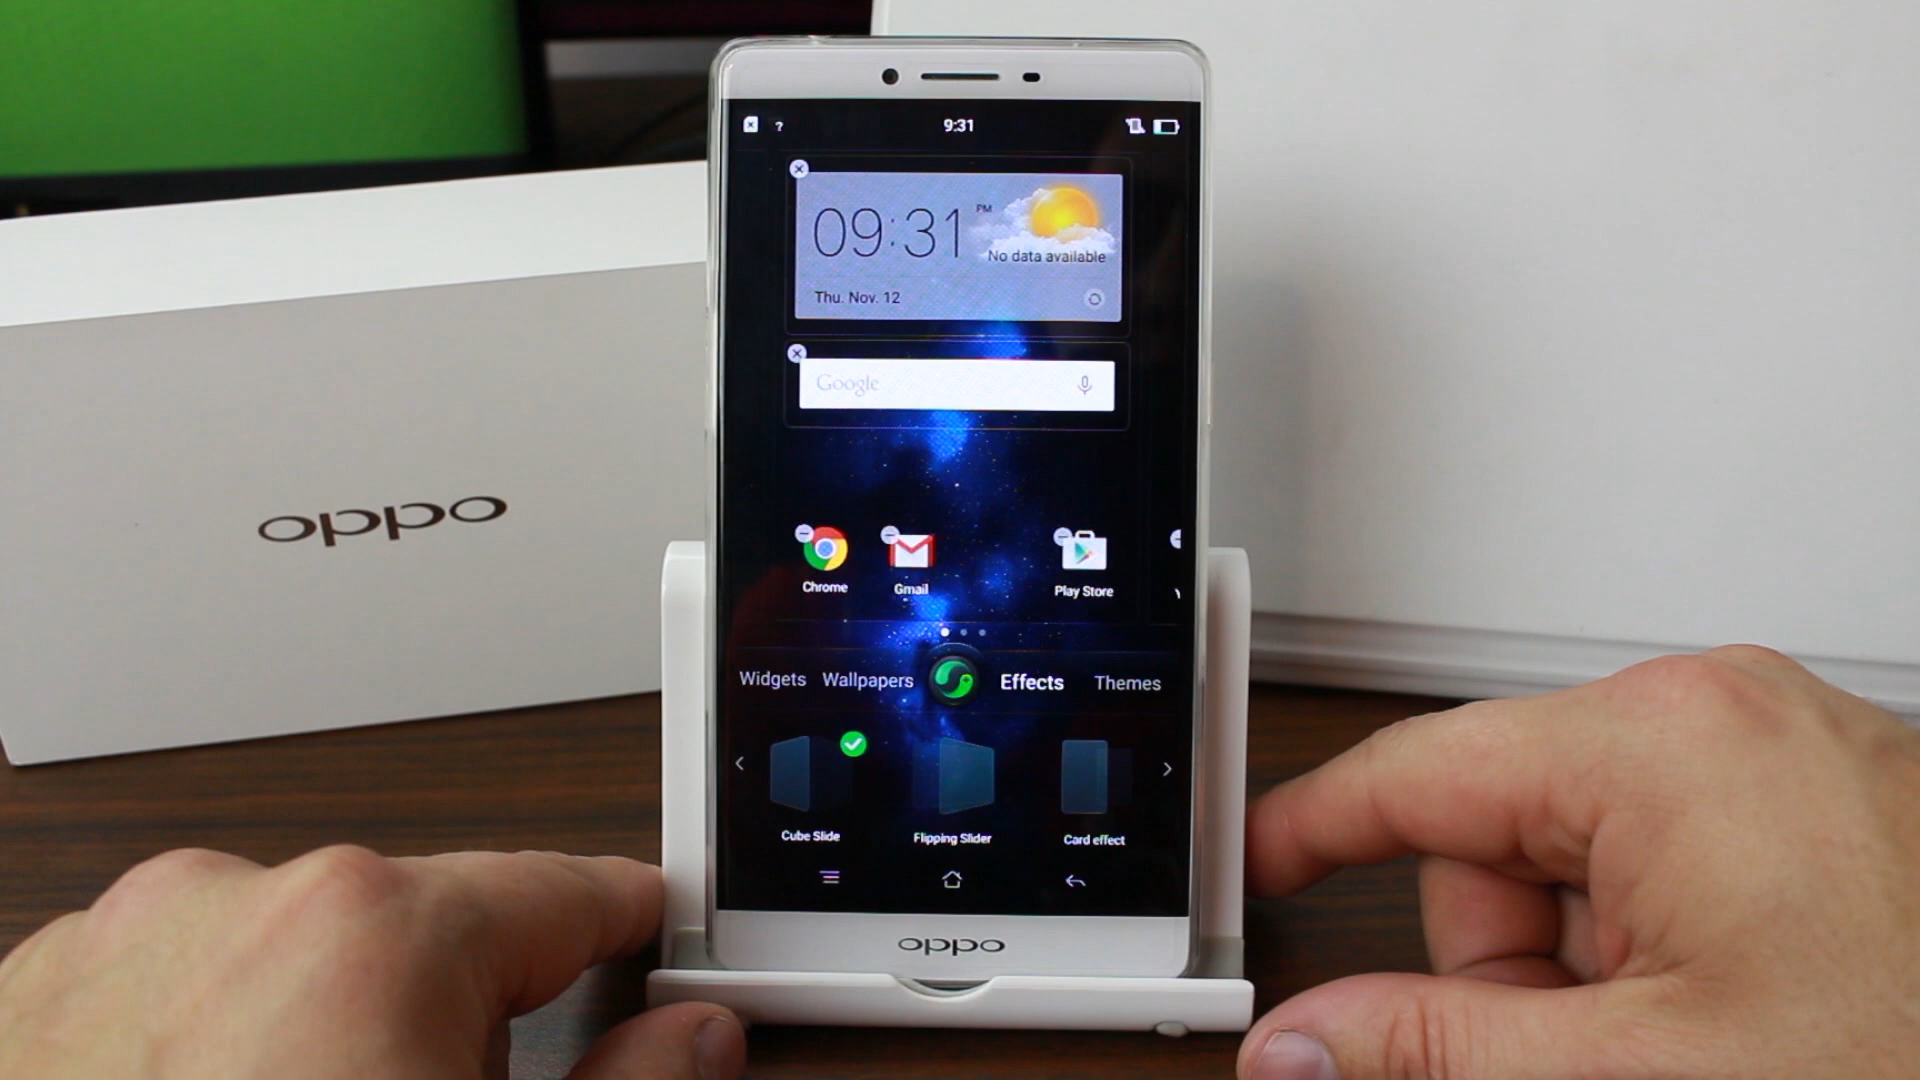 oppo
?
9:31
09:31 PM
No data available
Thu. Nov. 12
Google
Chrome
Gmail
Play Store
Widgets
Wallpapers
Effects
Themes
Cube Slide
Flipping Slider
Card effect
oppo